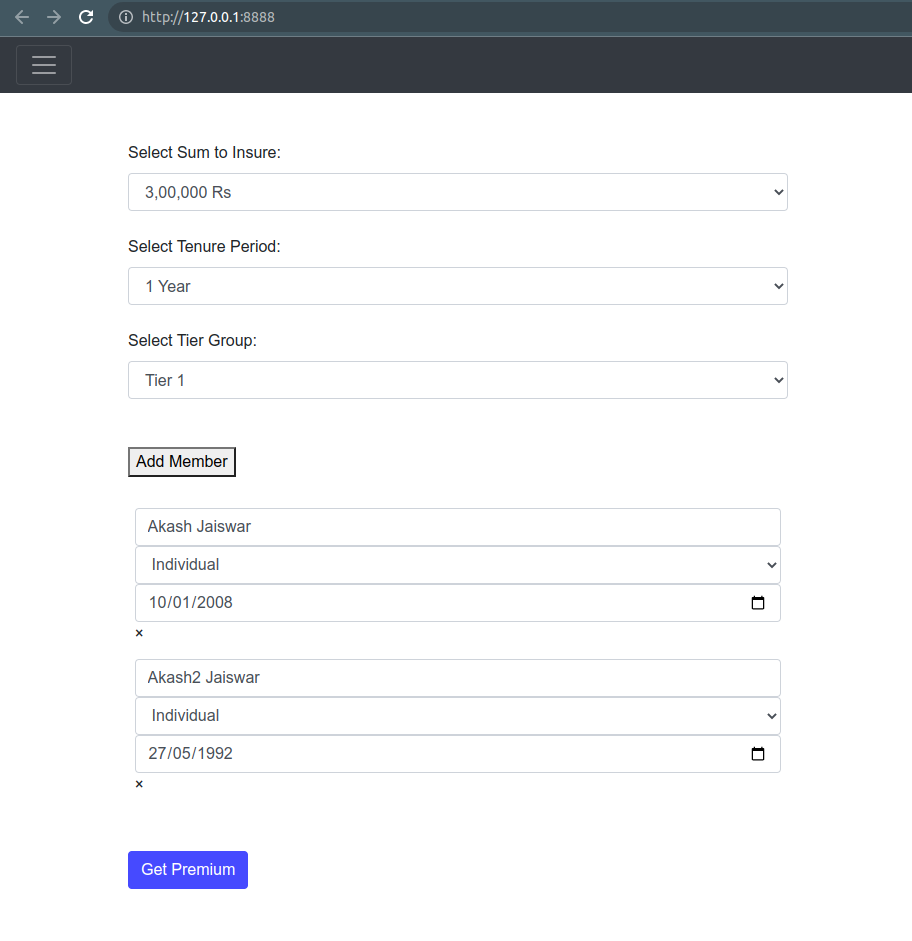 http://127.0.0.1:8888
Select Sum to Insure:
3,00,000 Rs
Select Tenure Period:
1 Year
Select Tier Group:
Tier 1
Add Member
Akash Jaiswar
Individual
10/01/2008
×
Akash2 Jaiswar
Individual
27/05/1992
×
Get Premium